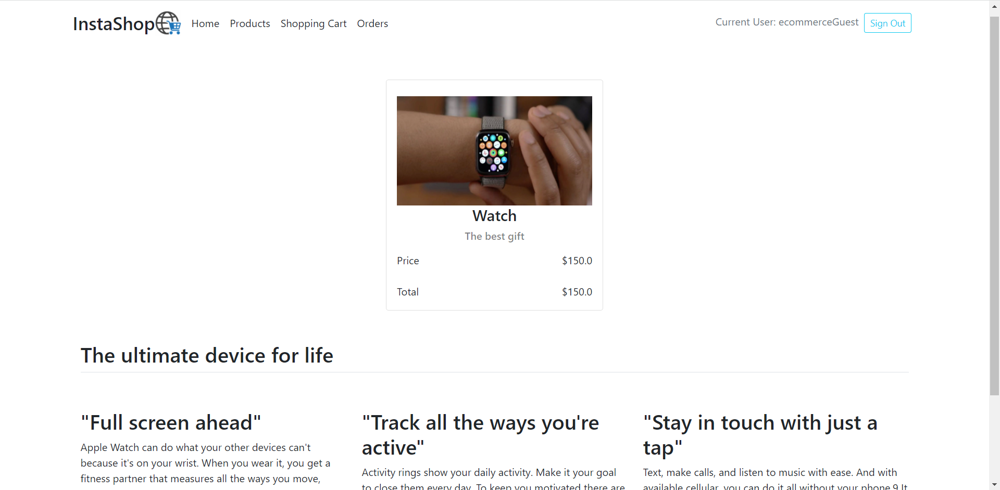 InstaShop Home Products Shopping Cart Orders Current User: ecommerceGuest Sign Out
Watch
The best gift
Price $150.0
Total $150.0
The ultimate device for life
"Full screen ahead"
Apple Watch can do what your other devices can't
because it's on your wrist. When you wear it, you get a
fitness partner that measures all the ways you move,
"Track all the ways you're
active"
Activity rings show your daily activity. Make it your goal
to close them every day. To keep you motivated there are
"Stay in touch with just a
tap"
Text, make calls, and listen to music with ease. And with
available cellular, you can do it all without your phone.9 It